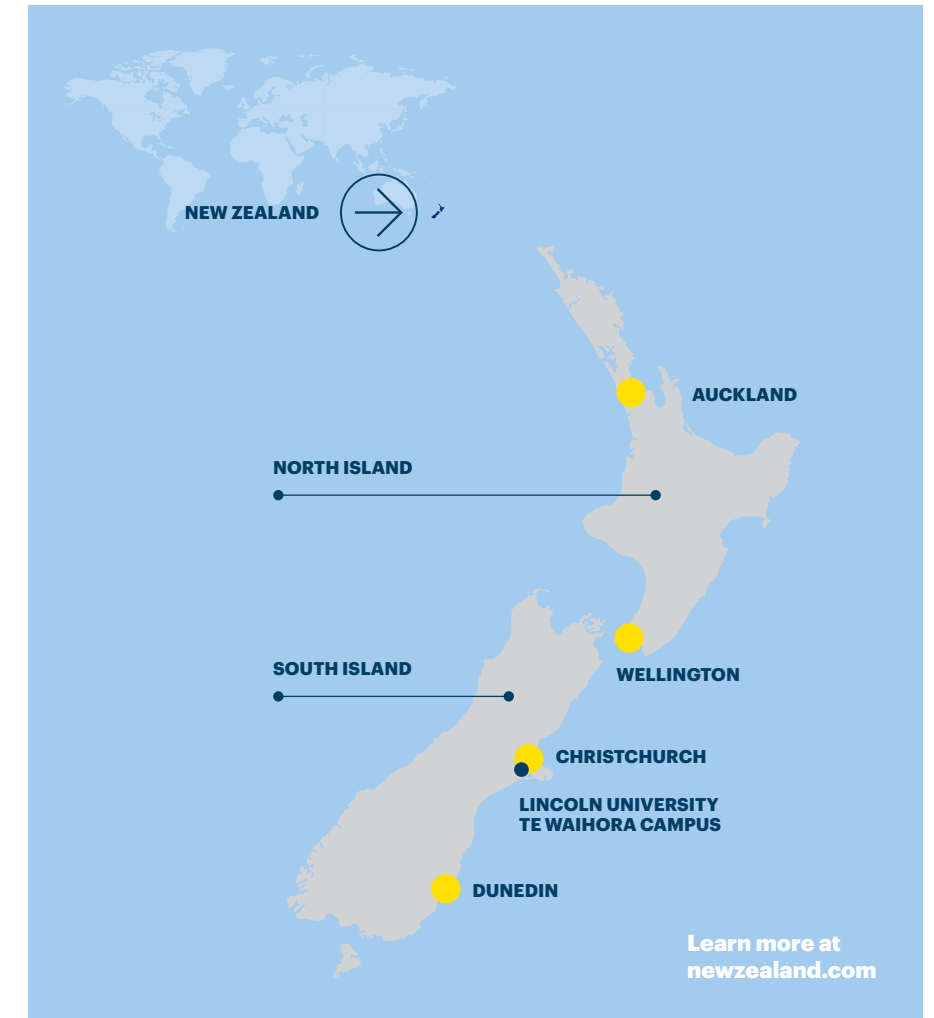 NEW ZEALAND
AUCKLAND
NORTH ISLAND
SOUTH ISLAND
WELLINGTON
CHRISTCHURCH
LINCOLN UNIVERSITY
TE WAIHORA CAMPUS
DUNEDIN
Learn more at
newzealand.com